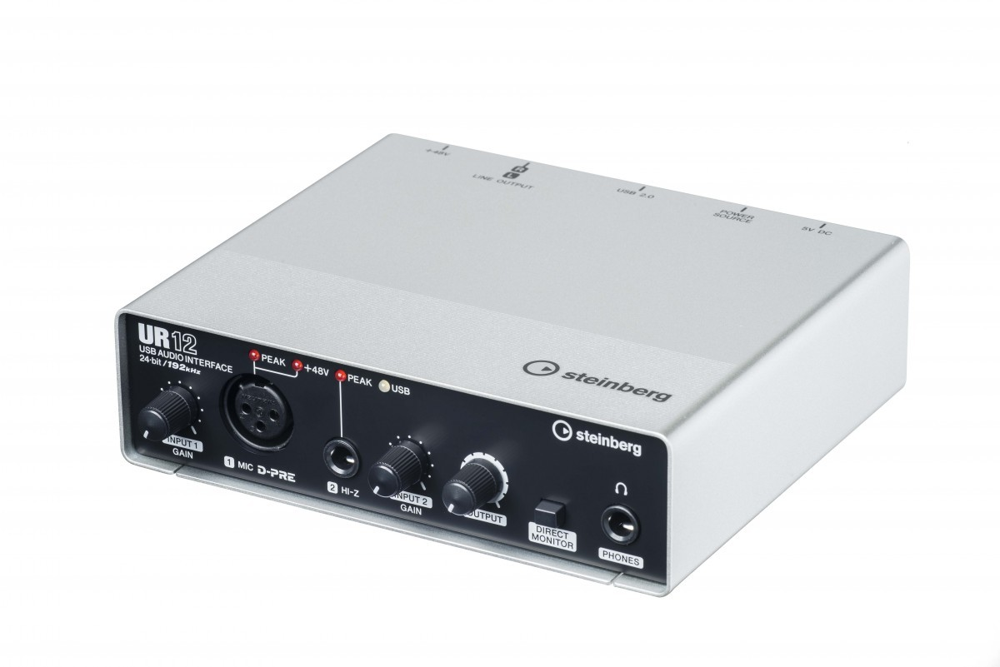 +48V
R
L
LINE OUTPUT
USB 2.0
POWER
SOURCE
5V DC
steinberg
UR12
USB AUDIO INTERFACE
24-bit/192kHz
PEAK
+48V
PEAK
USB
steinberg
INPUT 1
GAIN
1 MIC D-PRE
2 HI-Z
INPUT 2
GAIN
OUTPUT
DIRECT
MONITOR
PHONES